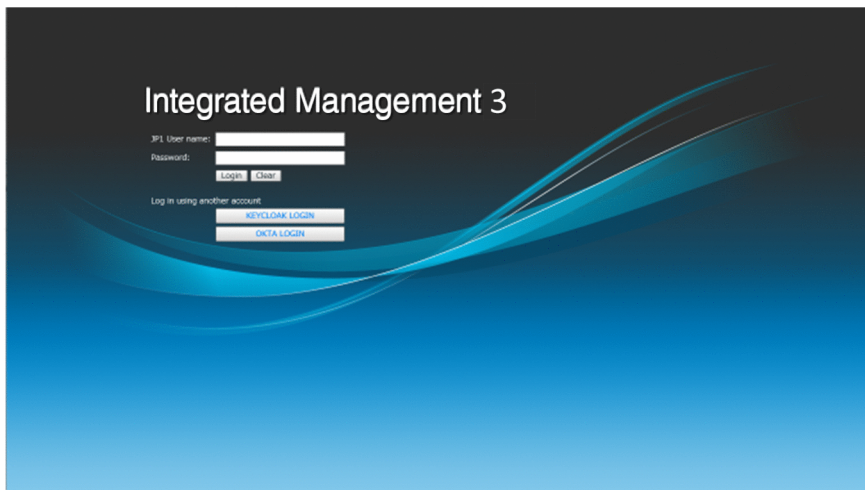 Integrated Management 3
JP1 User name:
Password:
Login Clear
Log in using another account
KEYCLOAK LOGIN
OKTA LOGIN